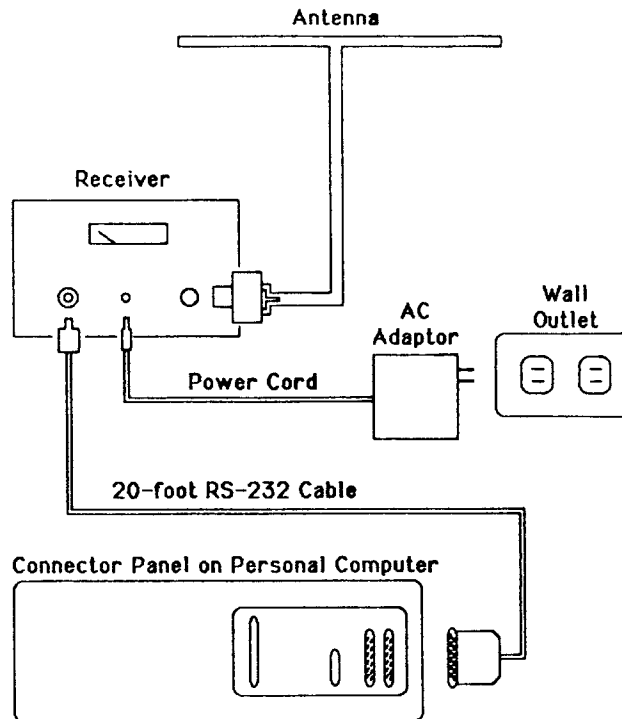 Antenna
Receiver
AC
Adaptor
Wall
Outlet
Power Cord
20-foot RS-232 Cable
Connector Panel on Personal Computer